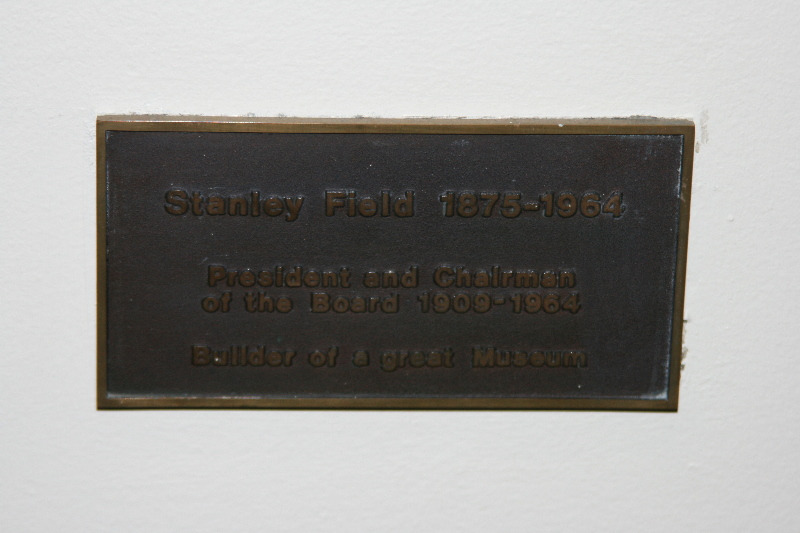 Stanley Field 1875-1964
President and Chairman
of the Board 1909-1964
Builder of a great Museum